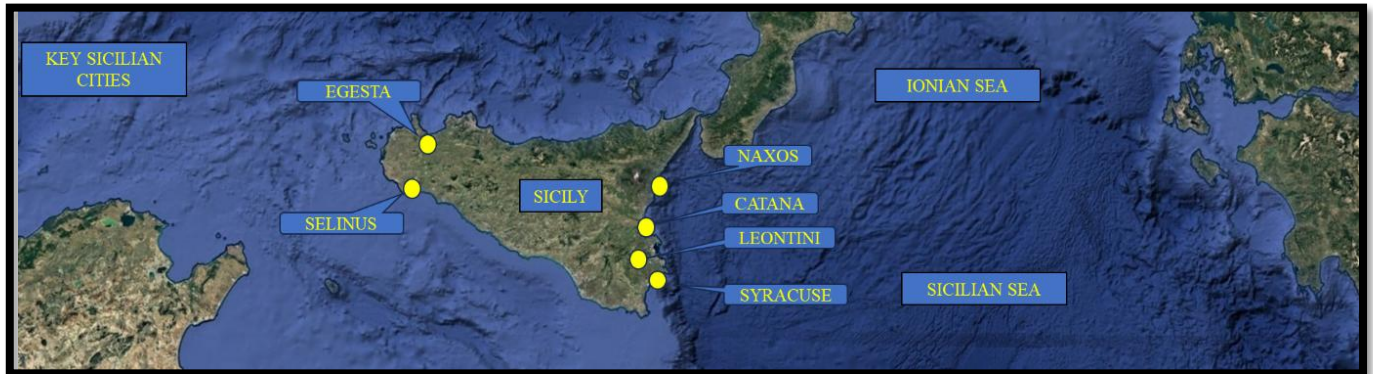 KEY SICILIAN
CITIES
EGESTA
IONIAN SEA
NAXOS
SICILY
CATANA
SELINUS
LEONTINI
SICILIAN SEA
SYRACUSE